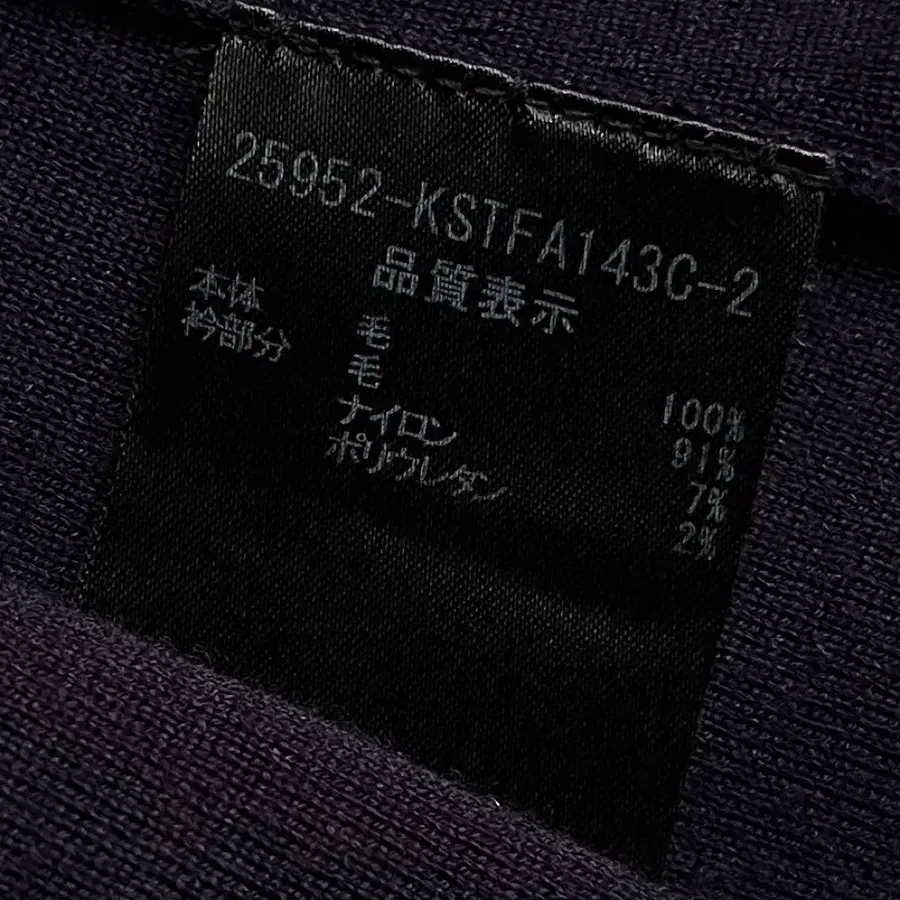 25952-KSTFA143C-2
品質表示
本体 毛 100%
衿部分 毛 91%
ナイロン 7%
ポリウレタン 2%